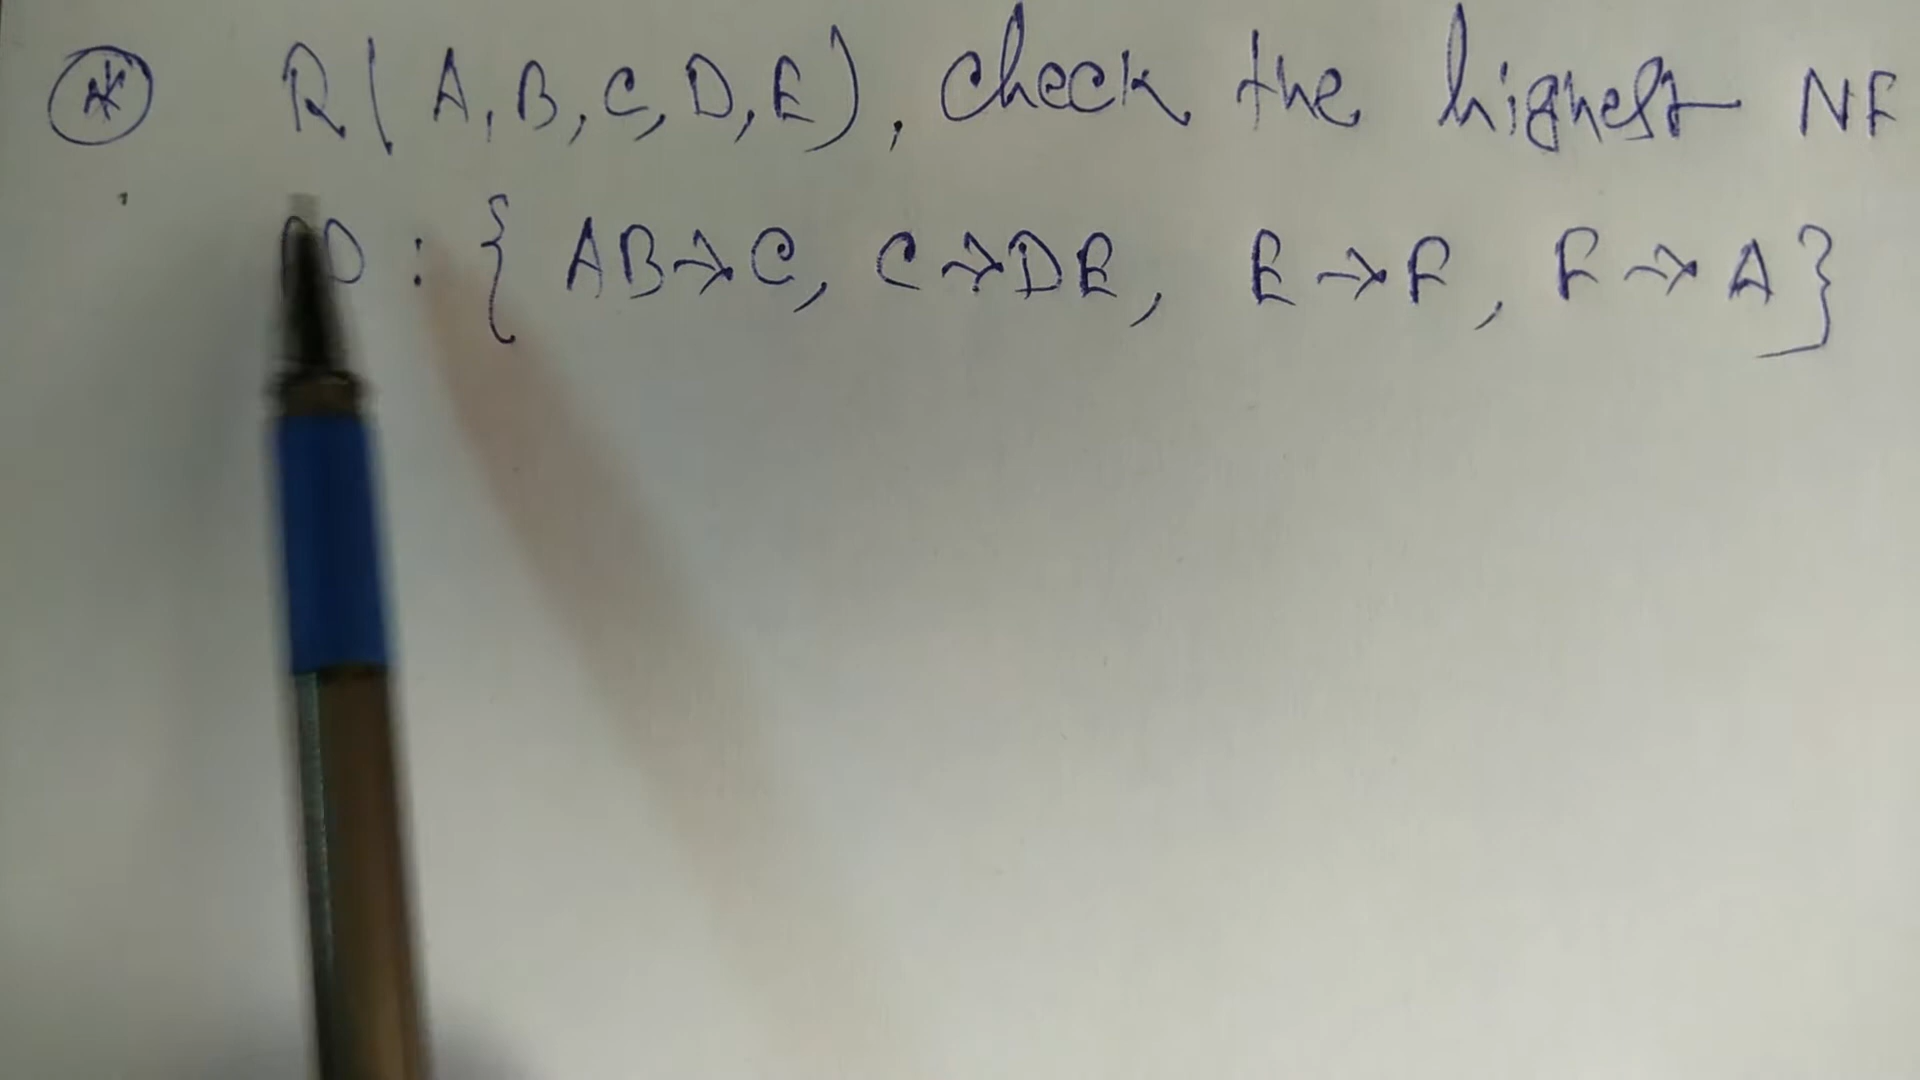 * R(A,B,C,D,E), check the highest NF
: { AB→C, C→DE, E→F, F→A }